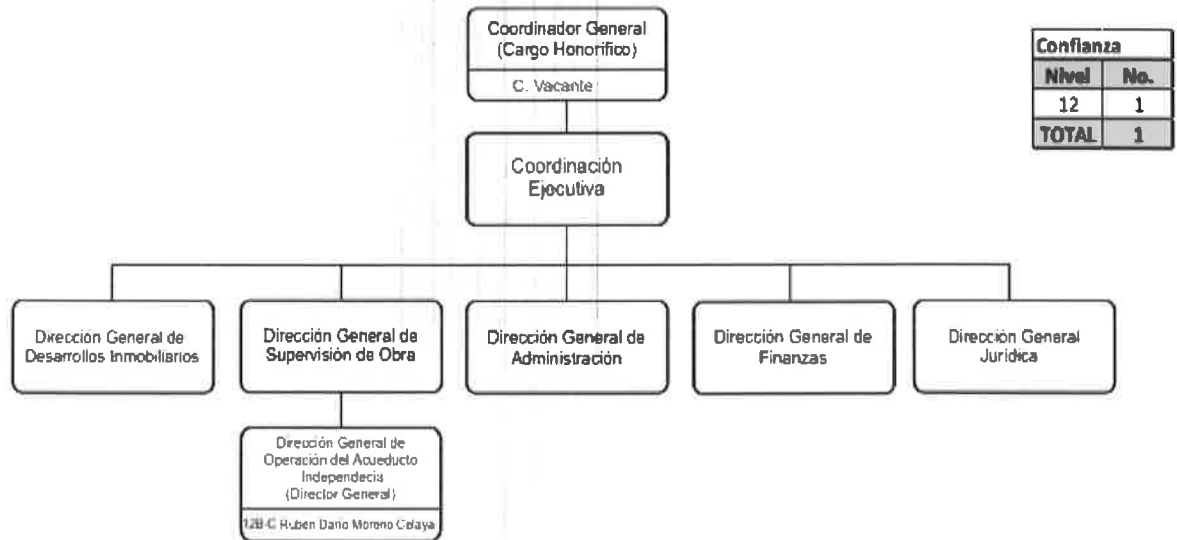 Coordinador General
(Cargo Honorífico)
C. Vacante
Confianza
Nivel No.
12 1
TOTAL 1
Coordinación
Ejecutiva
Dirección General de
Desarrollos Inmobiliarios
Dirección General de
Supervisión de Obra
Dirección General de
Administración
Dirección General de
Finanzas
Dirección General
Jurídica
Dirección General de
Operación del Acueducto
Independecia
(Director General)
12B-C Ruben Dario Moreno Celaya